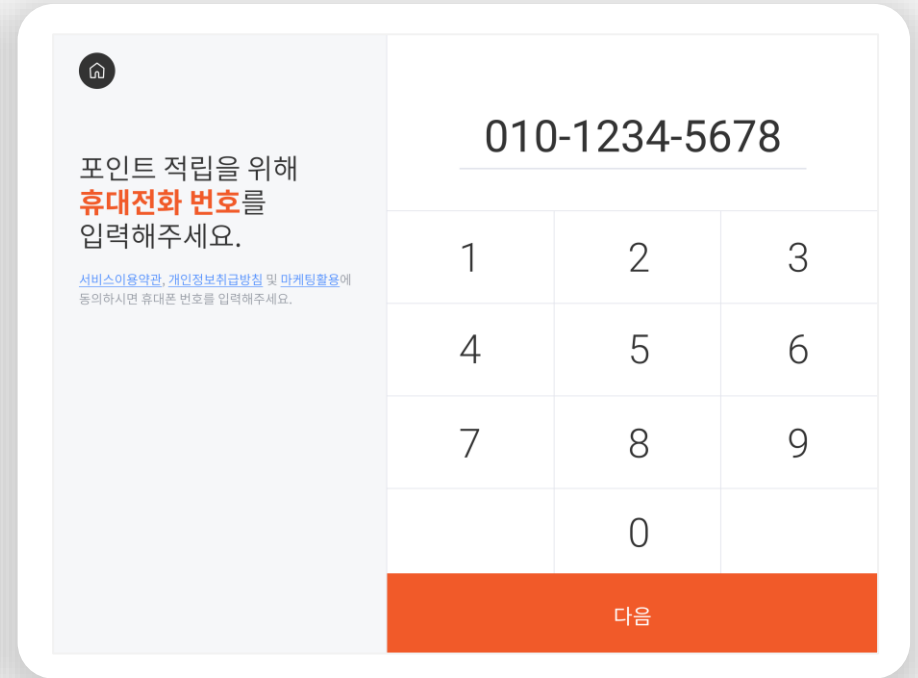 포인트 적립을 위해
휴대전화 번호를
입력해주세요.
서비스이용약관, 개인정보취급방침 및 마케팅활용에
동의하시면 휴대폰 번호를 입력해주세요.
010-1234-5678
1 2 3
4 5 6
7 8 9
0
다음